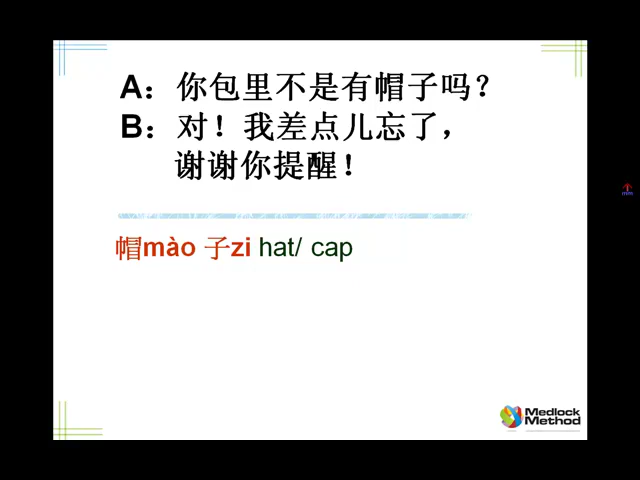 A：你包里不是有帽子吗？
B：对！我差点儿忘了，
谢谢你提醒！
帽mào 子zi hat/ cap
Medlock
Method